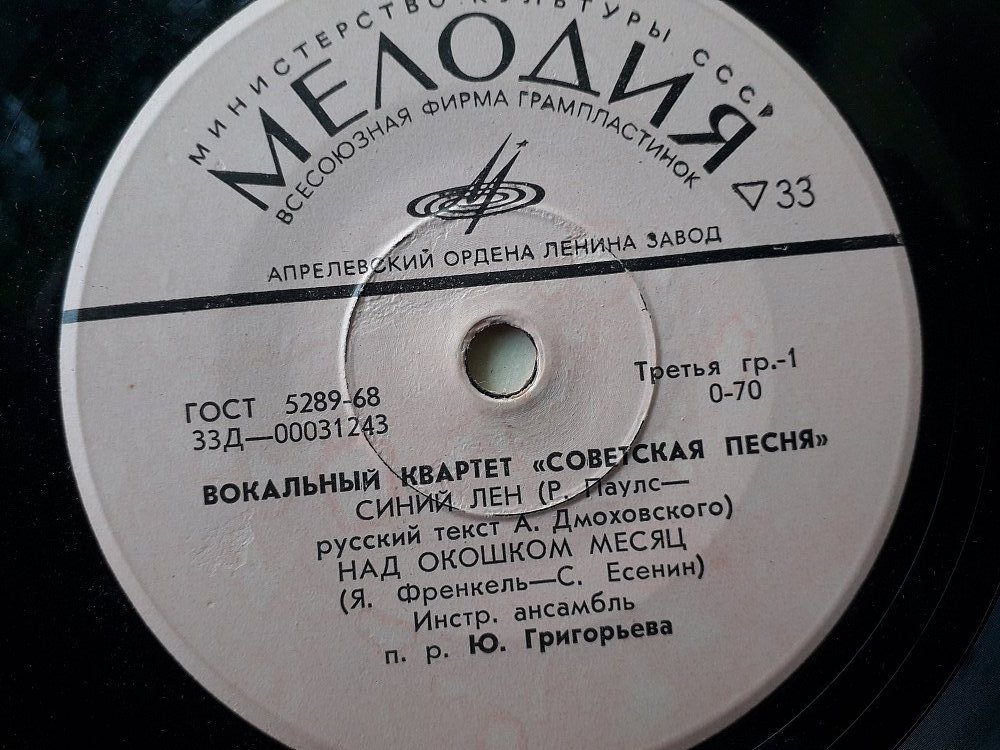 МИНИСТЕРСТВО КУЛЬТУРЫ СССР
МЕЛОДИЯ
ВСЕСОЮЗНАЯ ФИРМА ГРАМПЛАСТИНОК
▽33
АПРЕЛЕВСКИЙ ОРДЕНА ЛЕНИНА ЗАВОД
ГОСТ 5289-68
33Д—00031243
Третья гр.-1
0-70
ВОКАЛЬНЫЙ КВАРТЕТ «СОВЕТСКАЯ ПЕСНЯ»
СИНИЙ ЛЕН (Р. Паулс—
русский текст А. Дмоховского)
НАД ОКОШКОМ МЕСЯЦ
(Я. Френкель—С. Есенин)
Инстр. ансамбль
п. р. Ю. Григорьева